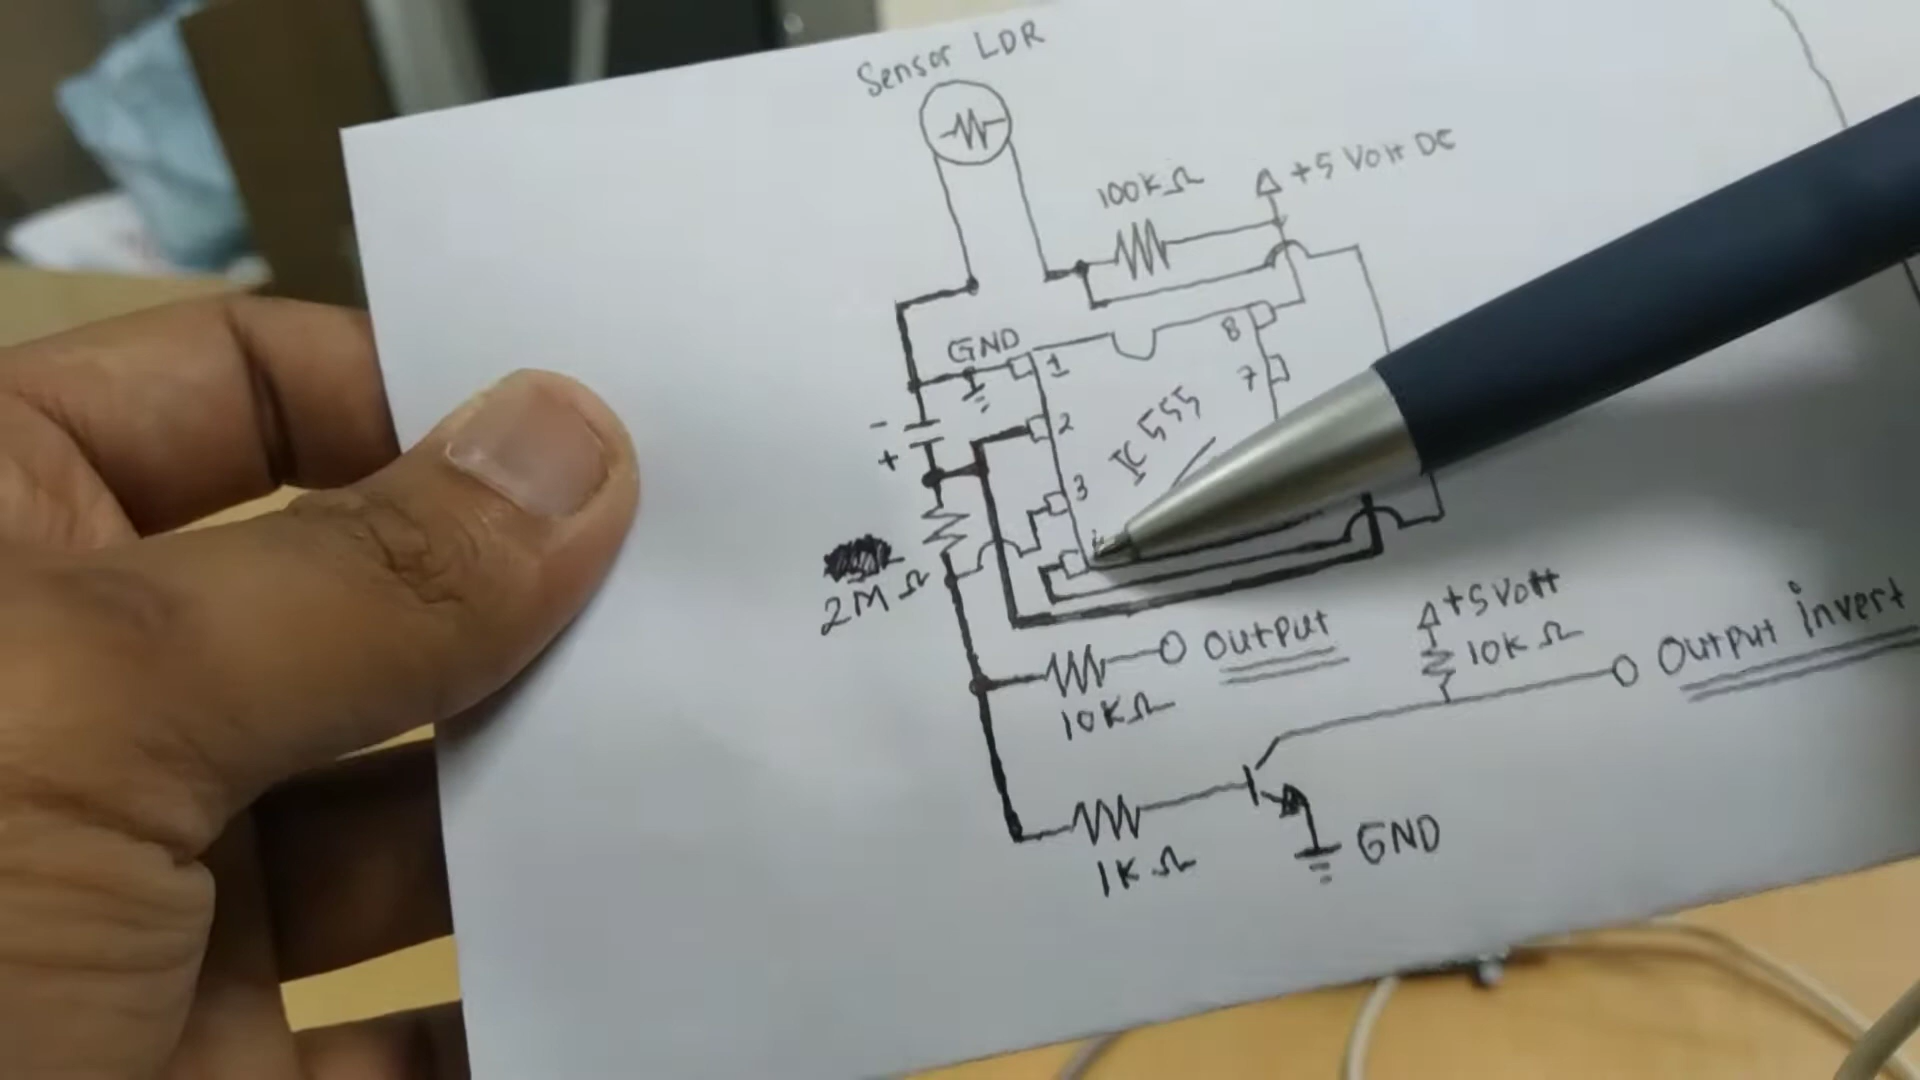 Sensor LDR
100KΩ
+5 Volt DC
GND
1
8
7
2
3
IC 555
-
+
2MΩ
Output
10KΩ
+5 Volt
10KΩ
Output invert
1KΩ
GND